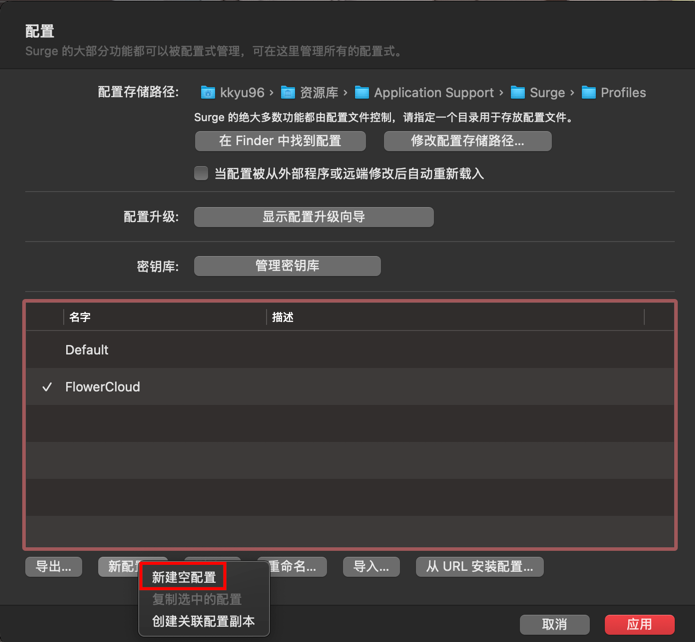 配置
Surge 的大部分功能都可以被配置式管理，可在这里管理所有的配置式。
配置存储路径: kkyu96 › 资源库 › Application Support › Surge › Profiles
Surge 的绝大多数功能都由配置文件控制，请指定一个目录用于存放配置文件。
在 Finder 中找到配置 修改配置存储路径...
当配置被从外部程序或远端修改后自动重新载入
配置升级: 显示配置升级向导
密钥库: 管理密钥库
名字 描述
Default
✓ FlowerCloud
导出... 新配 重命名... 导入... 从 URL 安装配置...
新建空配置
复制选中的配置
创建关联配置副本
取消 应用